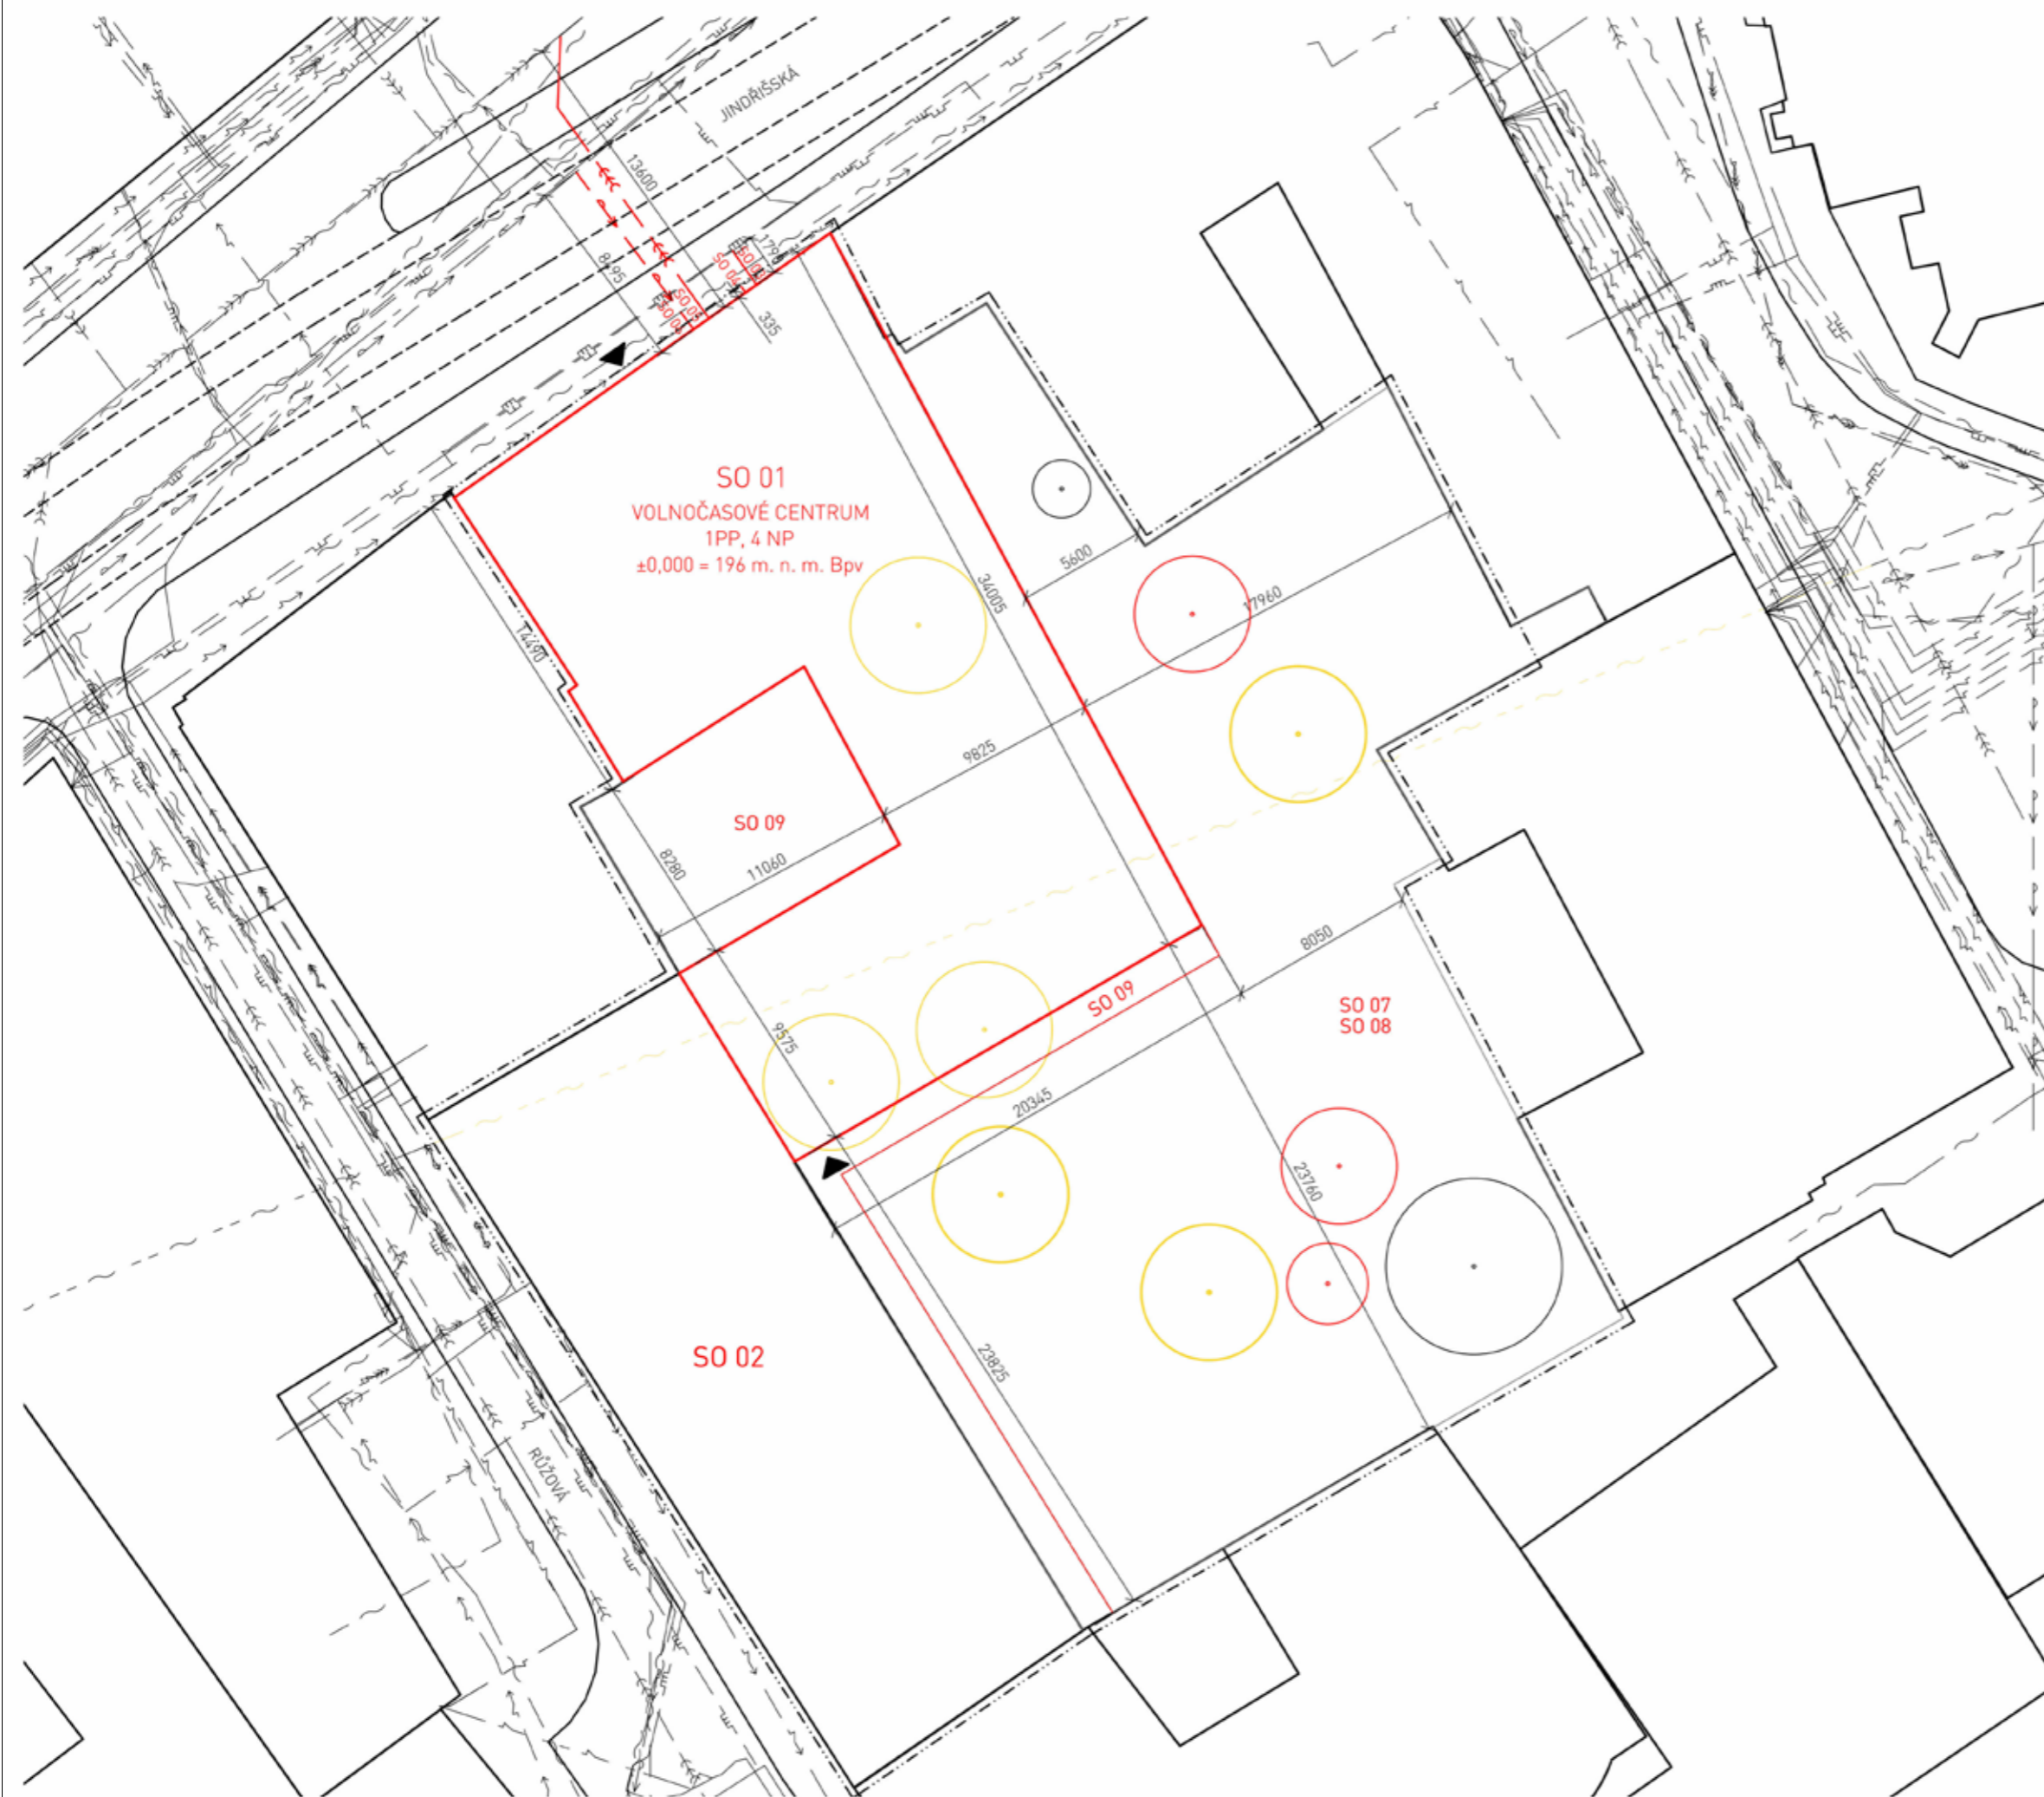 JINDŘIŠSKÁ
13600
8495
335
SO 01
VOLNOČASOVÉ CENTRUM
1PP, 4 NP
±0,000 = 196 m. n. m. Bpv
5600
34005
17960
14490
9825
SO 09
8280
11060
8050
SO 09
SO 07
SO 08
9575
20345
23760
SO 02
23825
RŮŽOVÁ